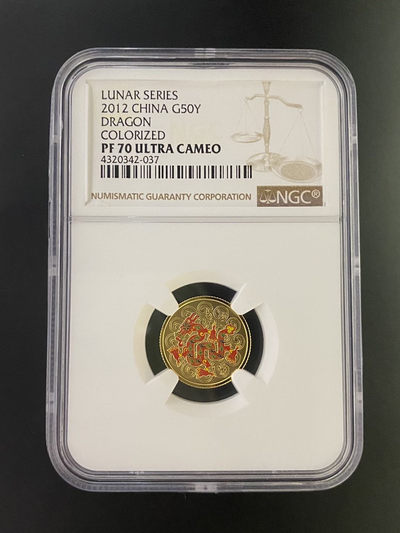 LUNAR SERIES
2012 CHINA G50Y
DRAGON
COLORIZED
PF 70 ULTRA CAMEO
4320342-037
NUMISMATIC GUARANTY CORPORATION NGC®